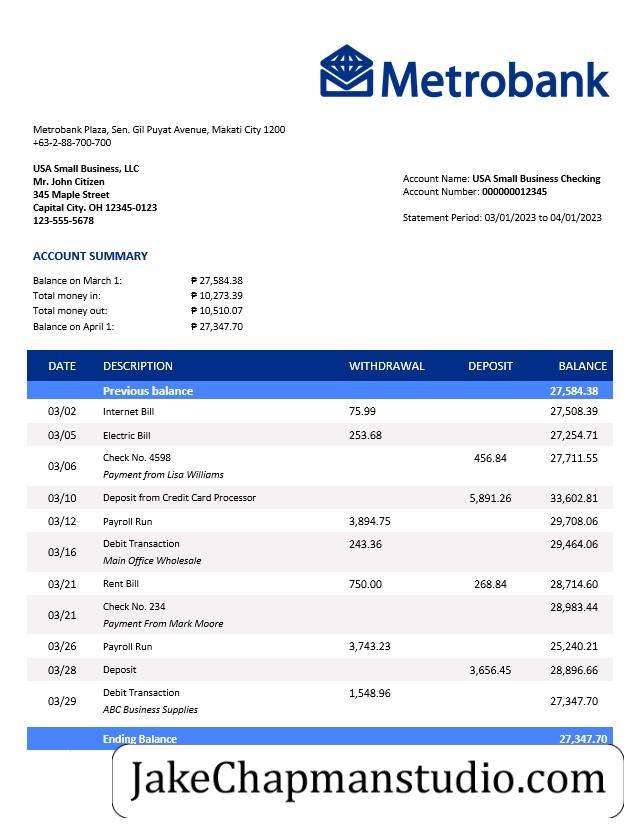 Metrobank
Metrobank Plaza, Sen. Gil Puyat Avenue, Makati City 1200
+63-2-88-700-700
USA Small Business, LLC
Mr. John Citizen
345 Maple Street
Capital City. OH 12345-0123
123-555-5678
Account Name: USA Small Business Checking
Account Number: 000000012345
Statement Period: 03/01/2023 to 04/01/2023
ACCOUNT SUMMARY
Balance on March 1: ₱ 27,584.38
Total money in: ₱ 10,273.39
Total money out: ₱ 10,510.07
Balance on April 1: ₱ 27,347.70
DATE DESCRIPTION WITHDRAWAL DEPOSIT BALANCE
Previous balance 27,584.38
03/02 Internet Bill 75.99 27,508.39
03/05 Electric Bill 253.68 27,254.71
03/06 Check No. 4598 456.84 27,711.55
Payment from Lisa Williams
03/10 Deposit from Credit Card Processor 5,891.26 33,602.81
03/12 Payroll Run 3,894.75 29,708.06
03/16 Debit Transaction 243.36 29,464.06
Main Office Wholesale
03/21 Rent Bill 750.00 268.84 28,714.60
03/21 Check No. 234 28,983.44
Payment From Mark Moore
03/26 Payroll Run 3,743.23 25,240.21
03/28 Deposit 3,656.45 28,896.66
03/29 Debit Transaction 1,548.96 27,347.70
ABC Business Supplies
Ending Balance 27,347.70
JakeChapmanstudio.com